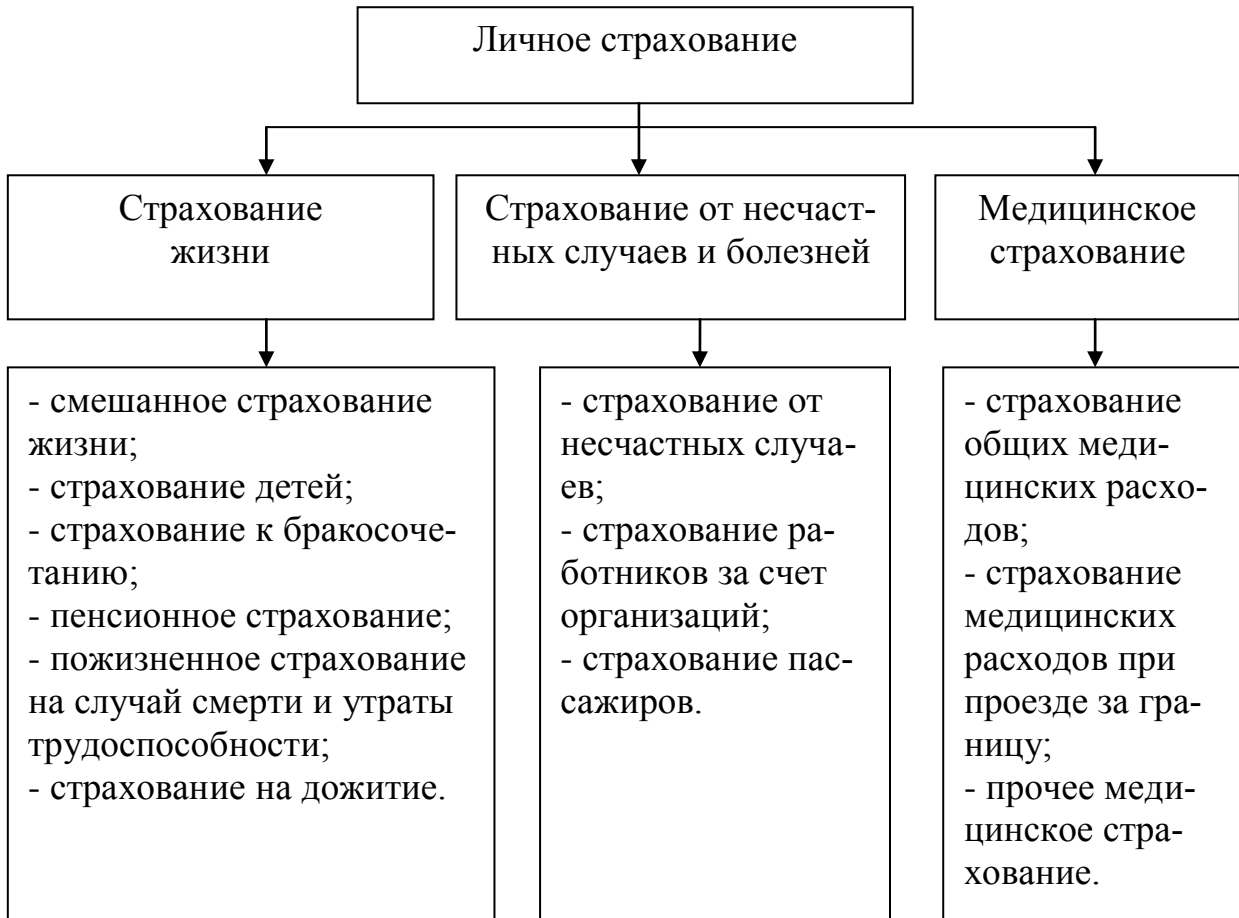 Личное страхование
Страхование
жизни
Страхование от несчаст-
ных случаев и болезней
Медицинское
страхование
- смешанное страхование
жизни;
- страхование детей;
- страхование к бракосоче-
танию;
- пенсионное страхование;
- пожизненное страхование
на случай смерти и утраты
трудоспособности;
- страхование на дожитие.
- страхование от
несчастных случа-
ев;
- страхование ра-
ботников за счет
организаций;
- страхование пас-
сажиров.
- страхование
общих меди-
цинских расхо-
дов;
- страхование
медицинских
расходов при
проезде за гра-
ницу;
- прочее меди-
цинское стра-
хование.